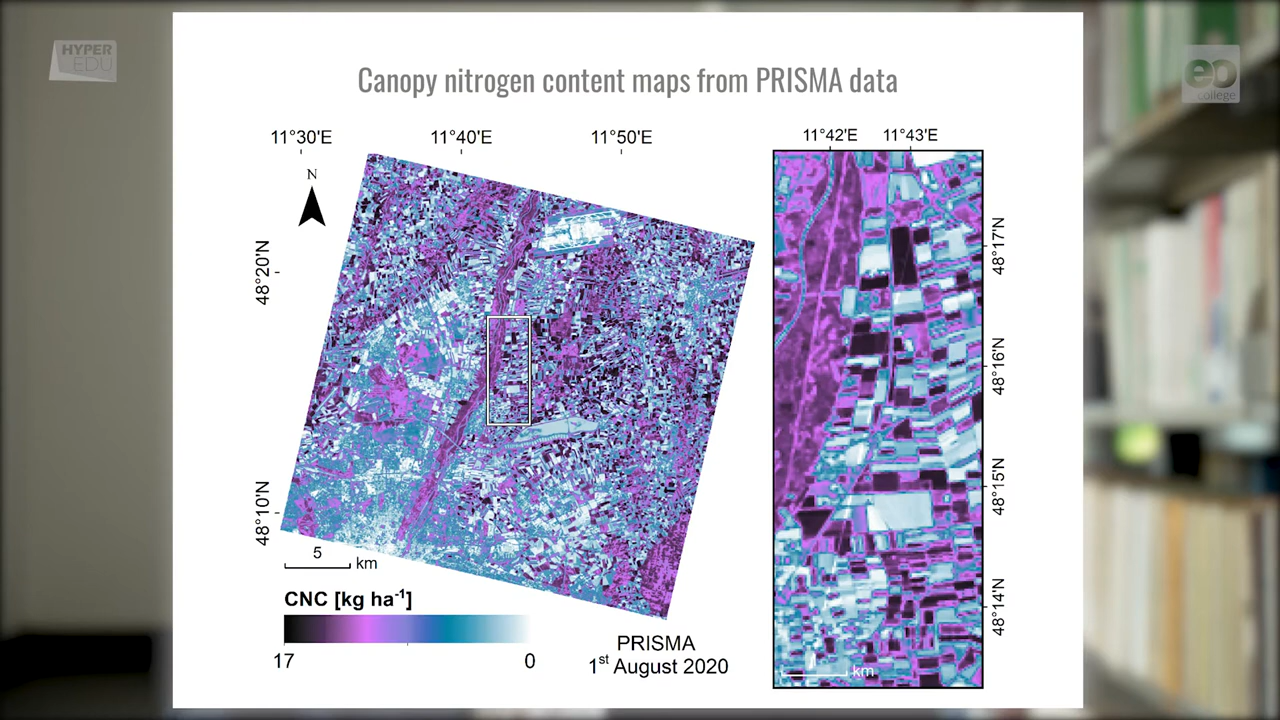 HYPER
EDU
eo
college
Canopy nitrogen content maps from PRISMA data
11°30'E 11°40'E 11°50'E
11°42'E 11°43'E
N
48°20'N
48°10'N
48°17'N
48°16'N
48°15'N
48°14'N
5
km
CNC [kg ha-1]
17 0
PRISMA
1st August 2020
km